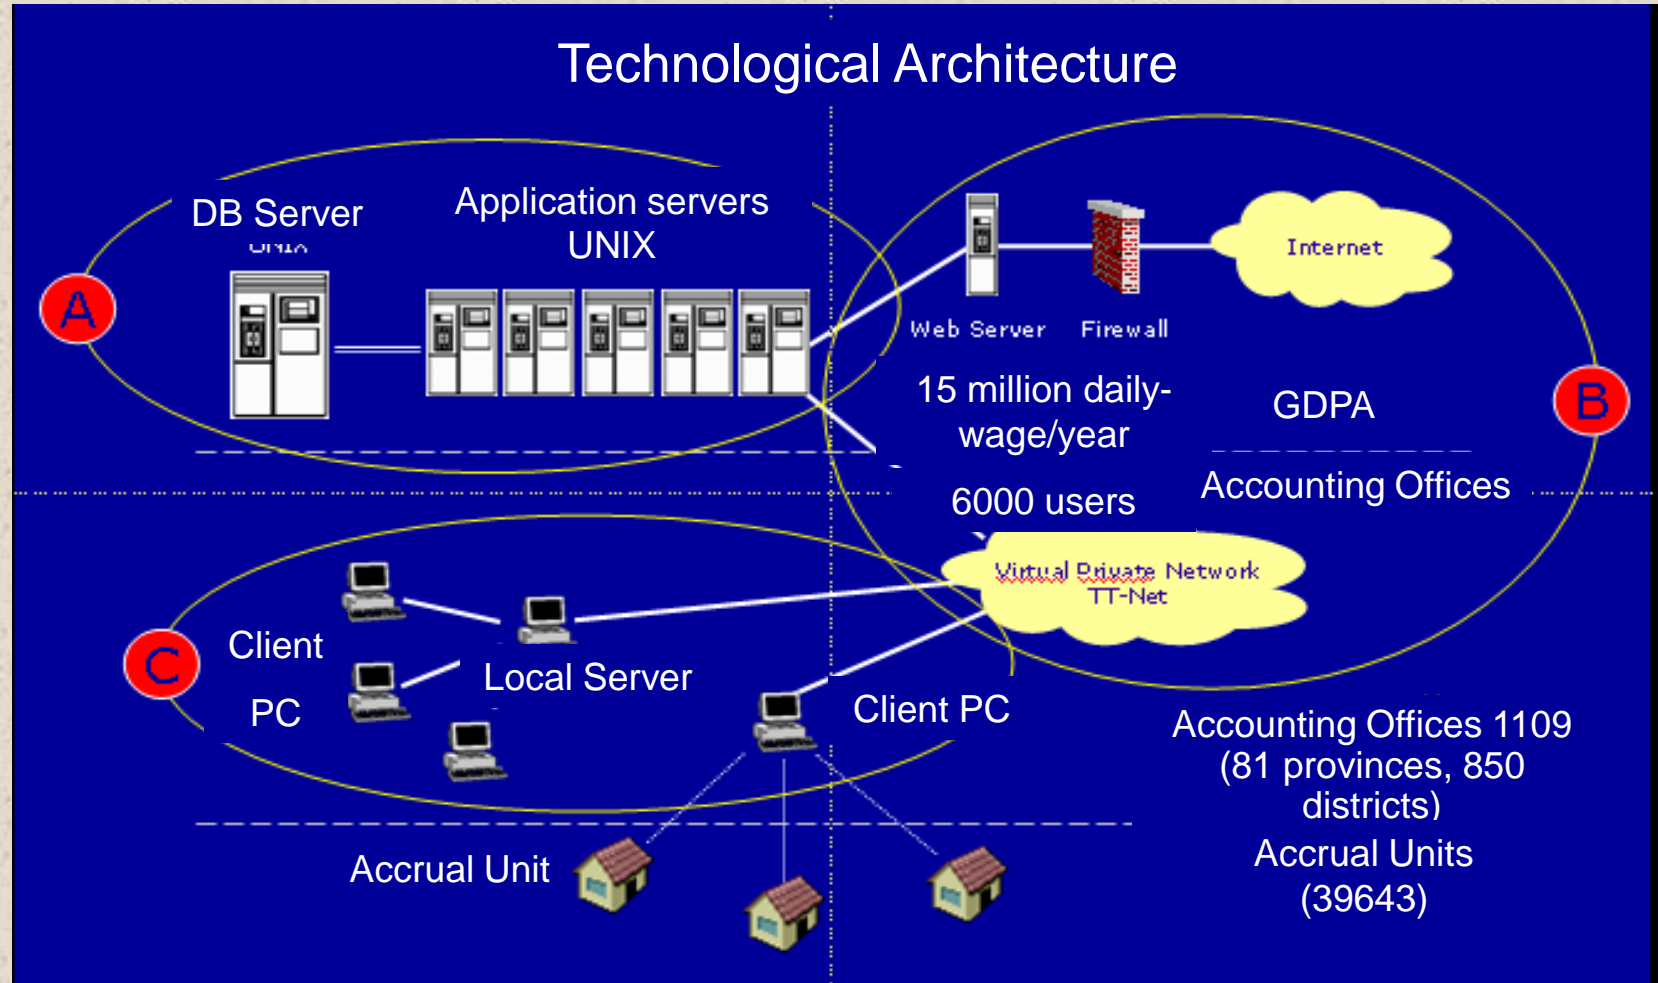 Technological Architecture
DB Server
UNIX
Application servers
UNIX
A
Internet
Web Server
Firewall
15 million daily-
wage/year
GDPA
B
6000 users
Accounting Offices
Virtual Private Network
TT-Net
C
Client
PC
Local Server
Client PC
Accounting Offices 1109
(81 provinces, 850
districts)
Accrual Unit
Accrual Units
(39643)